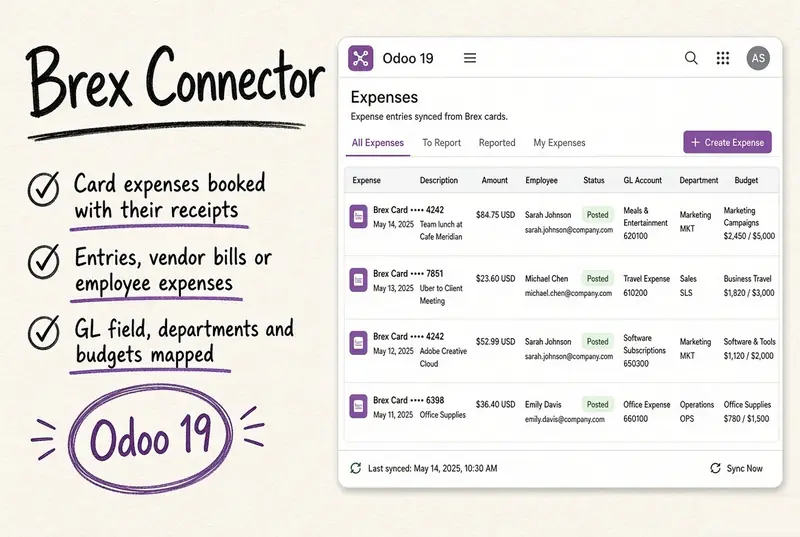 Brex Connector
Card expenses booked
with their receipts
Entries, vendor bills or
employee expenses
GL field, departments and
budgets mapped
Odoo 19
Odoo 19
AS
Expenses
Expense entries synced from Brex cards.
All Expenses To Report Reported My Expenses + Create Expense
Expense Description Amount Employee Status GL Account Department Budget
Brex Card •••• 4242
May 14, 2025
Team lunch at
Cafe Meridian
$84.75 USD
Sarah Johnson
sarah.johnson@company.com
Posted
Meals &
Entertainment
620100
Marketing
MKT
Marketing
Campaigns
$2,450 / $5,000
Brex Card •••• 7851
May 13, 2025
Uber to Client
Meeting
$23.60 USD
Michael Chen
michael.chen@company.com
Posted
Travel Expense
610200
Sales
SLS
Business Travel
$1,820 / $3,000
Brex Card •••• 4242
May 12, 2025
Adobe Creative
Cloud
$52.99 USD
Sarah Johnson
sarah.johnson@company.com
Posted
Software
Subscriptions
650300
Marketing
MKT
Software & Tools
$1,120 / $2,000
Brex Card •••• 6398
May 11, 2025
Office Supplies
$36.40 USD
Emily Davis
emily.davis@company.com
Posted
Office Expense
660100
Operations
OPS
Office Supplies
$780 / $1,500
Last synced: May 14, 2025, 10:30 AM
Sync Now